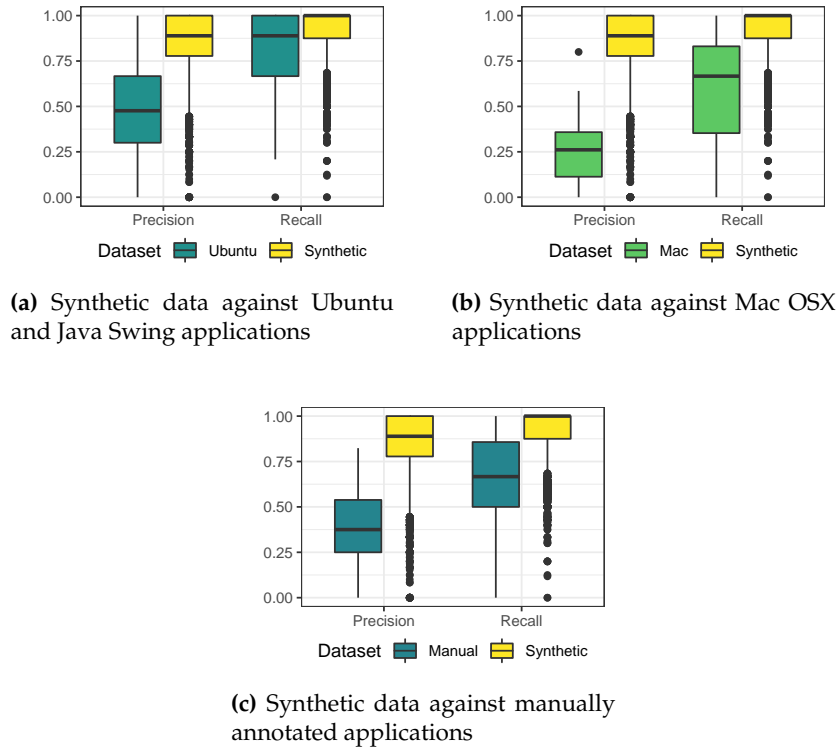 1.00
0.75
0.50
0.25
0.00
Precision Recall
Dataset Ubuntu Synthetic
(a) Synthetic data against Ubuntu
and Java Swing applications
1.00
0.75
0.50
0.25
0.00
Precision Recall
Dataset Mac Synthetic
(b) Synthetic data against Mac OSX
applications
1.00
0.75
0.50
0.25
0.00
Precision Recall
Dataset Manual Synthetic
(c) Synthetic data against manually
annotated applications